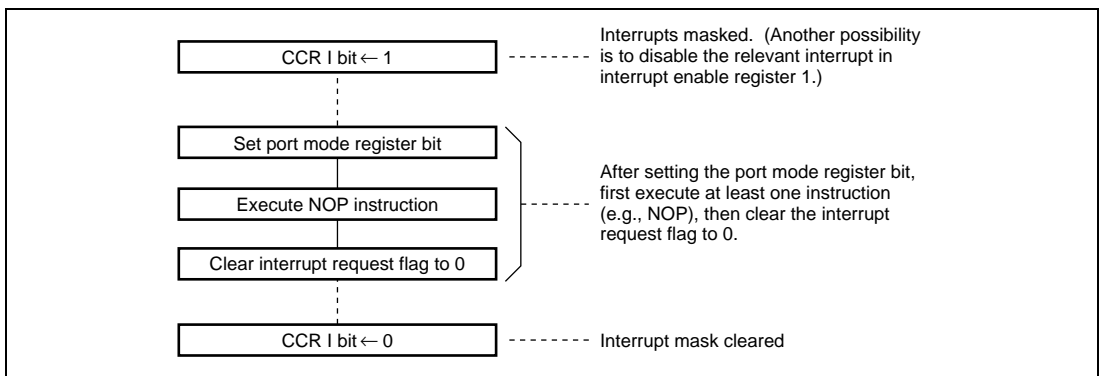 CCR I bit ← 1
Interrupts masked. (Another possibility
is to disable the relevant interrupt in
interrupt enable register 1.)
Set port mode register bit
Execute NOP instruction
Clear interrupt request flag to 0
After setting the port mode register bit,
first execute at least one instruction
(e.g., NOP), then clear the interrupt
request flag to 0.
CCR I bit ← 0
Interrupt mask cleared